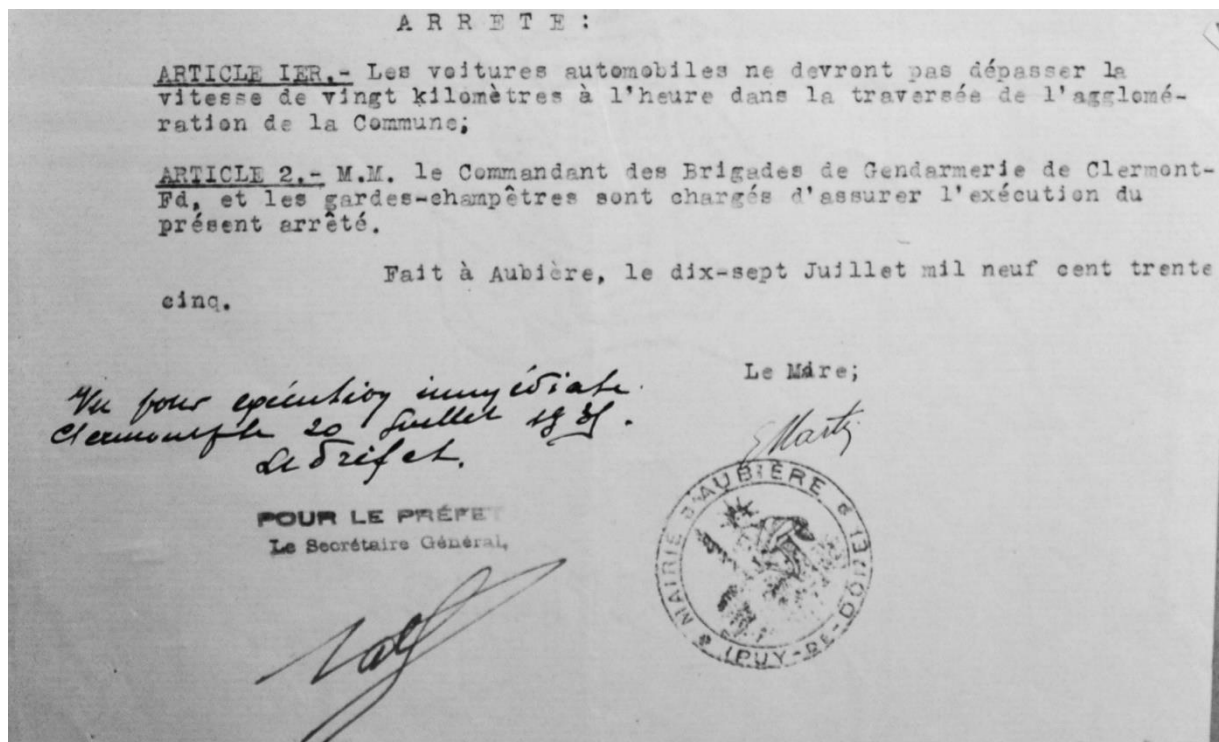 A R R E T E :
ARTICLE IER.- Les voitures automobiles ne devront pas dépasser la
vitesse de vingt kilomètres à l'heure dans la traversée de l'agglomé-
ration de la Commune;
ARTICLE 2.- M.M. le Commandant des Brigades de Gendarmerie de Clermont-
Fd, et les gardes-champêtres sont chargés d'assurer l'exécution du
présent arrêté.
Fait à Aubière, le dix-sept Juillet mil neuf cent trente
cinq.
Le Maire;
Vu pour exécution immédiate
Clermont 20 Juillet 1935.
Le Préfet.
POUR LE PRÉFET
Le Secrétaire Général,
MAIRIE D'AUBIÈRE
(PUY-DE-DÔME)